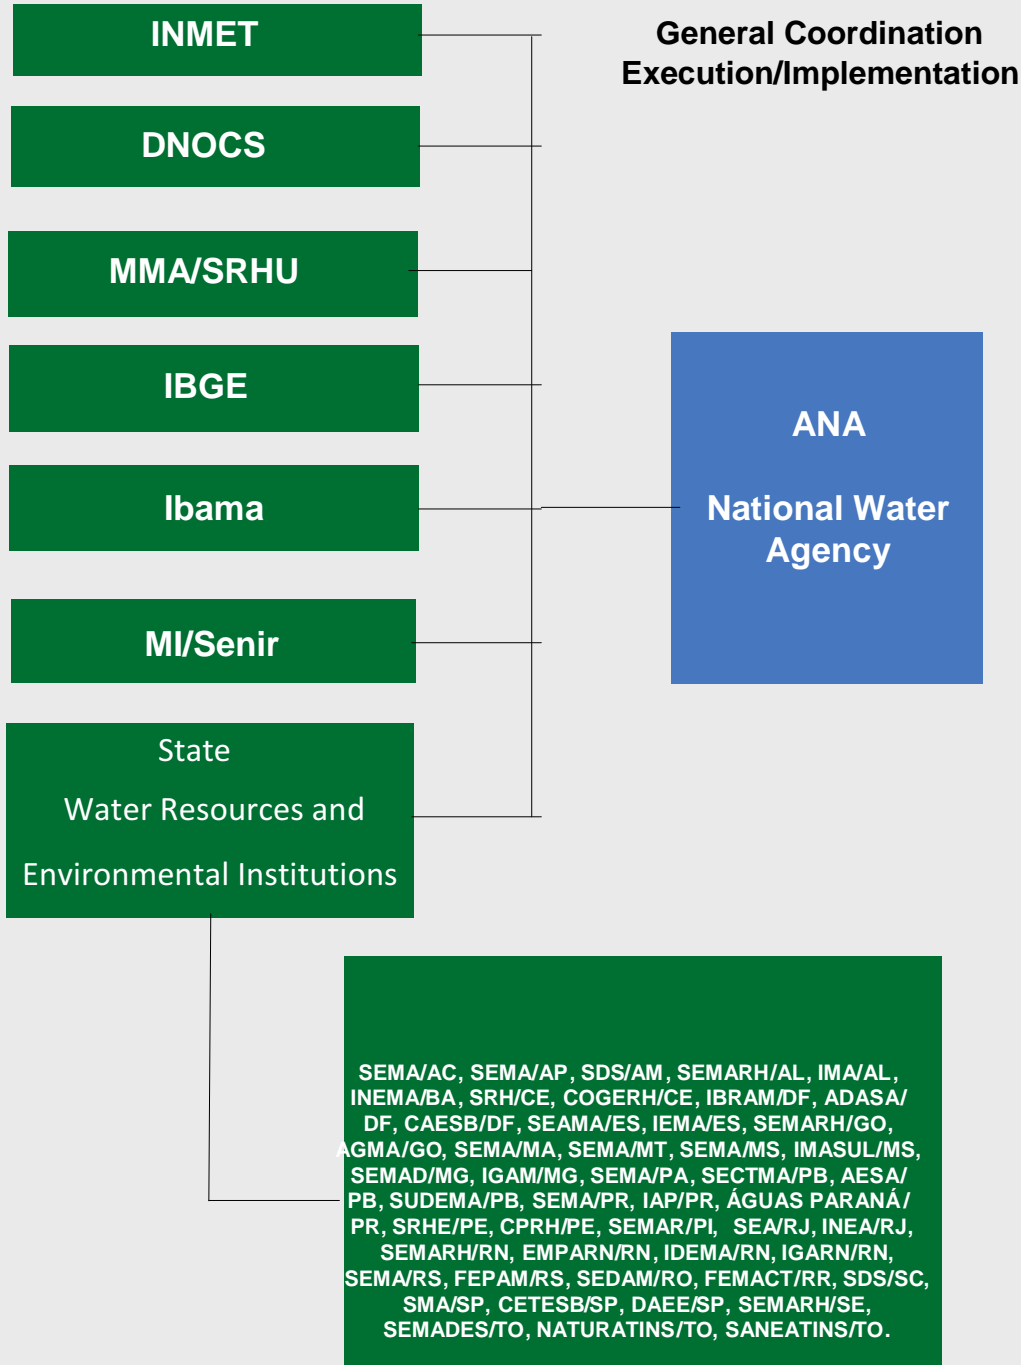 INMET
General Coordination
Execution/Implementation
DNOCS
MMA/SRHU
IBGE
ANA
National Water
Agency
Ibama
MI/Senir
State
Water Resources and
Environmental Institutions
SEMA/AC, SEMA/AP, SDS/AM, SEMARH/AL, IMA/AL,
INEMA/BA, SRH/CE, COGERH/CE, IBRAM/DF, ADASA/
DF, CAESB/DF, SEAMA/ES, IEMA/ES, SEMARH/GO,
AGMA/GO, SEMA/MA, SEMA/MT, SEMA/MS, IMASUL/MS,
SEMAD/MG, IGAM/MG, SEMA/PA, SECTMA/PB, AESA/
PB, SUDEMA/PB, SEMA/PR, IAP/PR, ÁGUAS PARANÁ/
PR, SRHE/PE, CPRH/PE, SEMAR/PI, SEA/RJ, INEA/RJ,
SEMARH/RN, EMPARN/RN, IDEMA/RN, IGARN/RN,
SEMA/RS, FEPAM/RS, SEDAM/RO, FEMACT/RR, SDS/SC,
SMA/SP, CETESB/SP, DAEE/SP, SEMARH/SE,
SEMADES/TO, NATURATINS/TO, SANEATINS/TO.